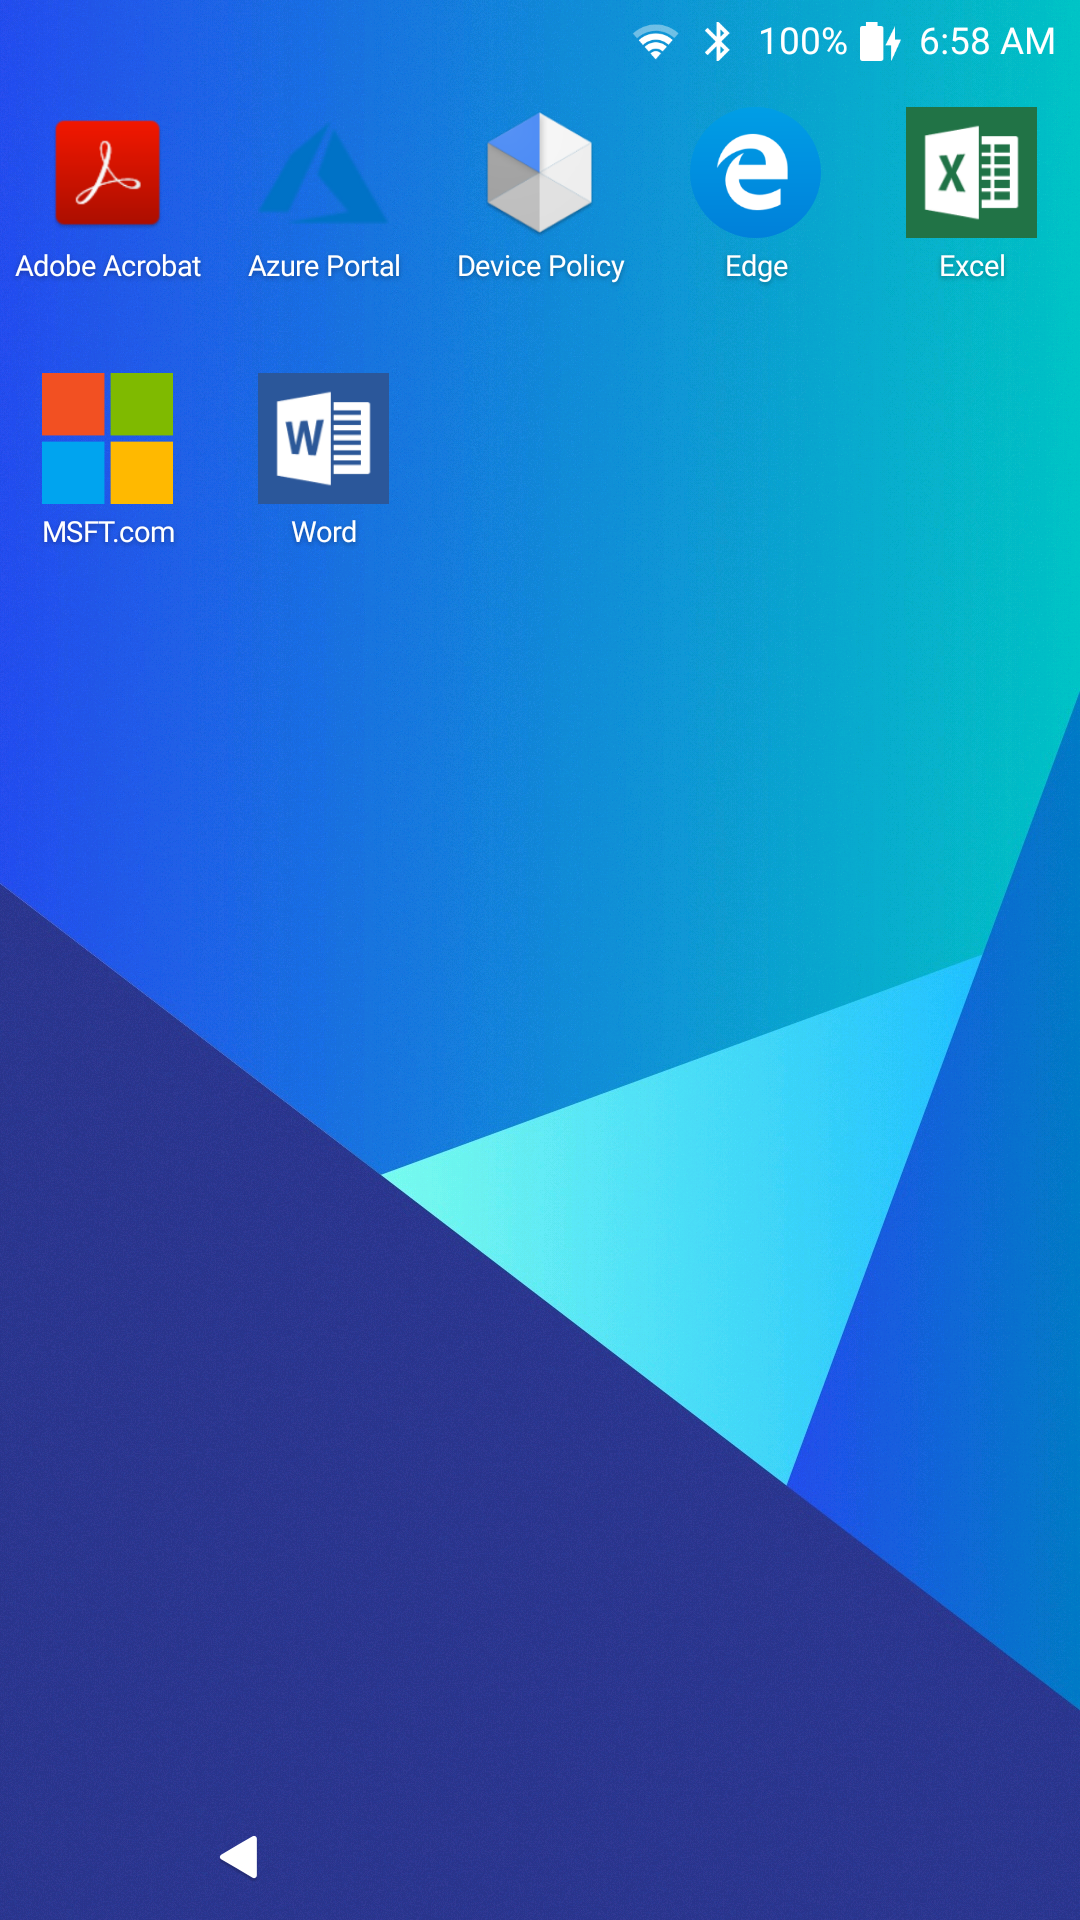 100% 6:58 AM
Adobe Acrobat Azure Portal Device Policy Edge Excel
MSFT.com Word